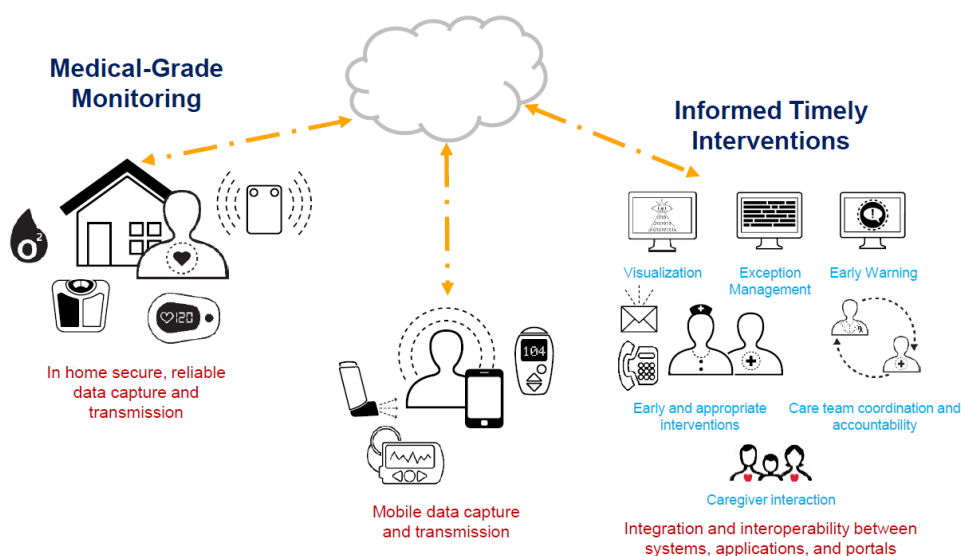 Medical-Grade
Monitoring
O2
120
In home secure, reliable
data capture and
transmission
104
Mobile data capture
and transmission
Informed Timely
Interventions
Visualization
Exception
Management
Early Warning
Early and appropriate
interventions
Care team coordination and
accountability
Caregiver interaction
Integration and interoperability between
systems, applications, and portals